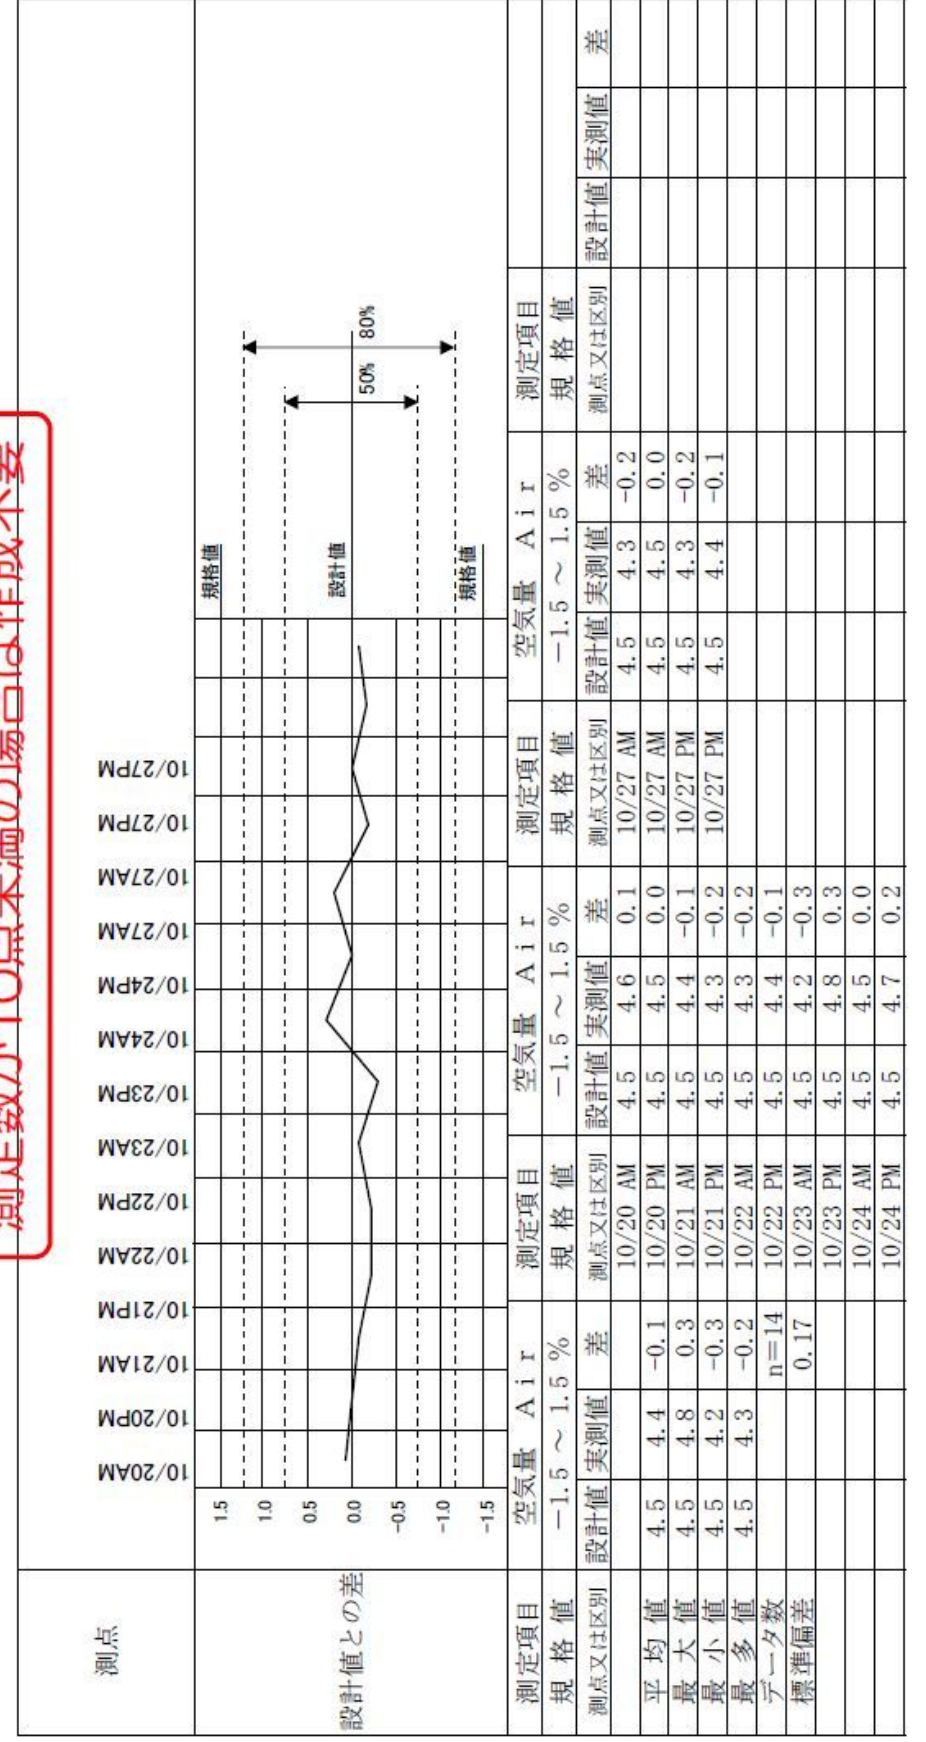 測定数が10点未満の場合は作成不要
測点
10/20AM 10/20PM 10/21AM 10/21PM 10/22AM 10/22PM 10/23AM 10/23PM 10/24AM 10/24PM 10/27AM 10/27AM 10/27PM 10/27PM
設計値との差
1.5
1.0
0.5
0.0
-0.5
-1.0
-1.5
規格値
設計値
規格値
50%
80%
測定項目 空気量 Air 測定項目 空気量 Air 測定項目 空気量 Air 測定項目
規格値 －1.5 ～ 1.5 % 規格値 －1.5 ～ 1.5 % 規格値 －1.5 ～ 1.5 % 規格値
測点又は区別 設計値 実測値 差 測点又は区別 設計値 実測値 差 測点又は区別 設計値 実測値 差 測点又は区別 設計値 実測値 差
10/20 AM 4.5 4.6 0.1 10/27 AM 4.5 4.3 -0.2
平均値 4.5 4.4 -0.1 10/20 PM 4.5 4.5 0.0 10/27 AM 4.5 4.5 0.0
最大値 4.5 4.8 0.3 10/21 AM 4.5 4.4 -0.1 10/27 PM 4.5 4.3 -0.2
最小値 4.5 4.2 -0.3 10/21 PM 4.5 4.3 -0.2 10/27 PM 4.5 4.4 -0.1
最多値 4.5 4.3 -0.2 10/22 AM 4.5 4.3 -0.2
データ数 n＝14 10/22 PM 4.5 4.4 -0.1
標準偏差 0.17 10/23 AM 4.5 4.2 -0.3
10/23 PM 4.5 4.8 0.3
10/24 AM 4.5 4.5 0.0
10/24 PM 4.5 4.7 0.2